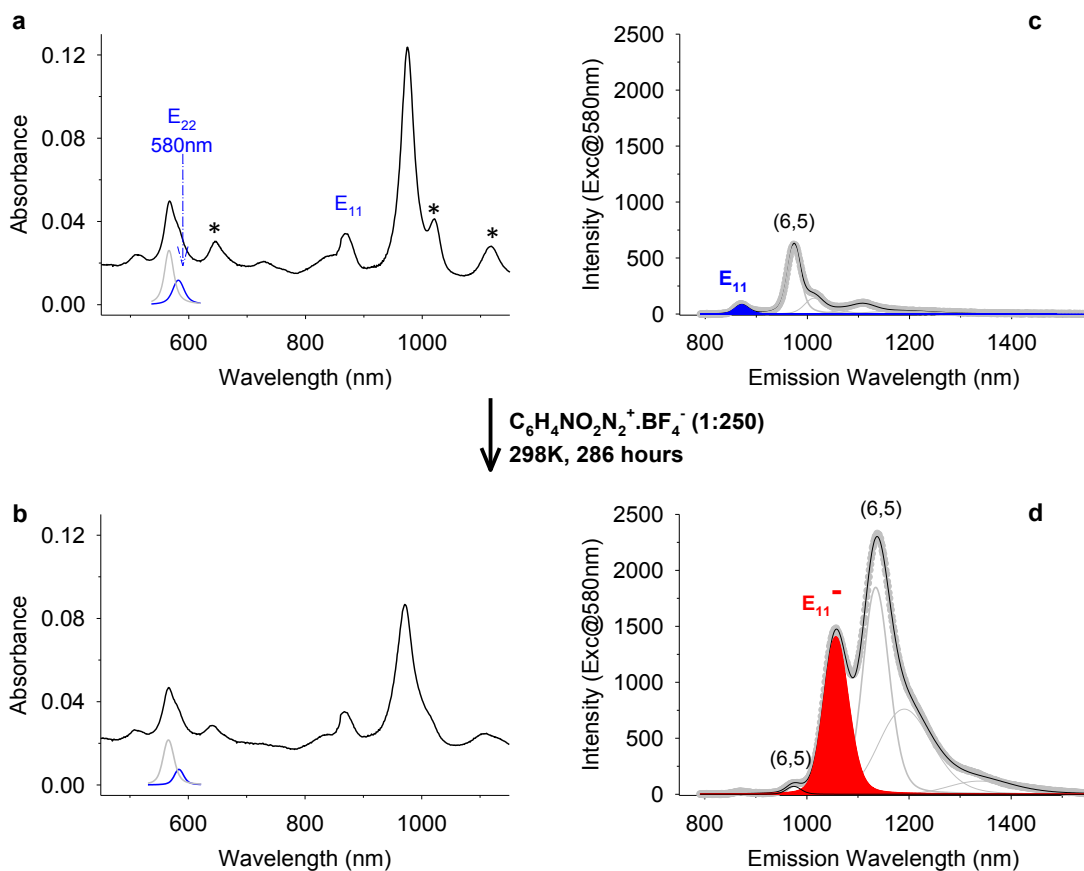 a
0.12
0.08
0.04
0.00
Absorbance
E22
580nm
*
E11
*
*
600
800
1000
Wavelength (nm)
c
2500
2000
1500
1000
500
0
Intensity (Exc@580nm)
E11
(6,5)
800
1000
1200
1400
Emission Wavelength (nm)
C6H4NO2N2+.BF4- (1:250)
298K, 286 hours
b
0.12
0.08
0.04
0.00
Absorbance
600
800
1000
Wavelength (nm)
d
2500
2000
1500
1000
500
0
Intensity (Exc@580nm)
(6,5)
E11-
(6,5)
800
1000
1200
1400
Emission Wavelength (nm)